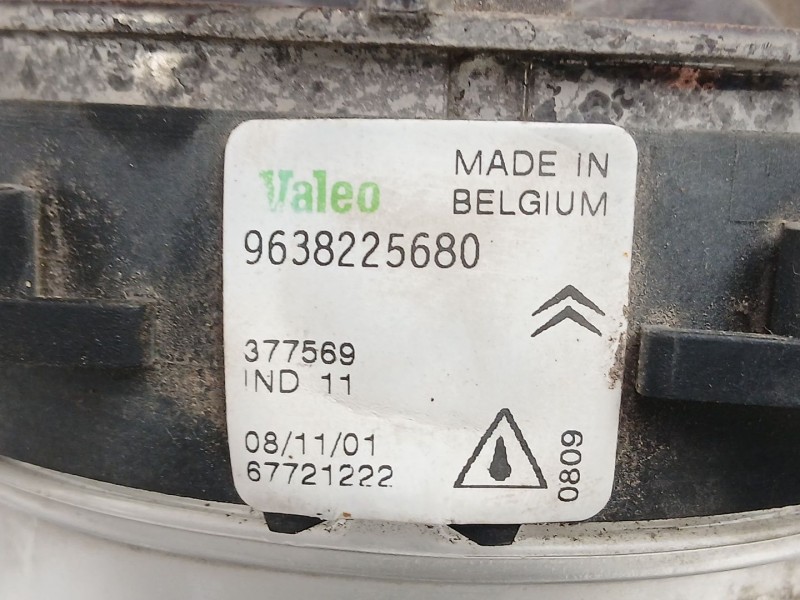 Valeo
MADE IN
BELGIUM
9638225680
377569
IND 11
08/11/01
67721222
0809